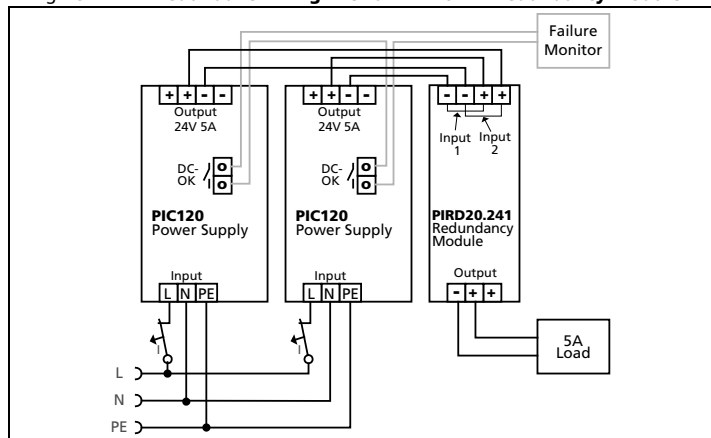 Failure
Monitor
+ + - -
Output
24V 5A
DC-
OK
PIC120
Power Supply
Input
L N PE
I
+ + - -
Output
24V 5A
DC-
OK
PIC120
Power Supply
Input
L N PE
I
- - + +
Input
1
Input
2
PIRD20.241
Redundancy
Module
Output
- + +
5A
Load
L
N
PE